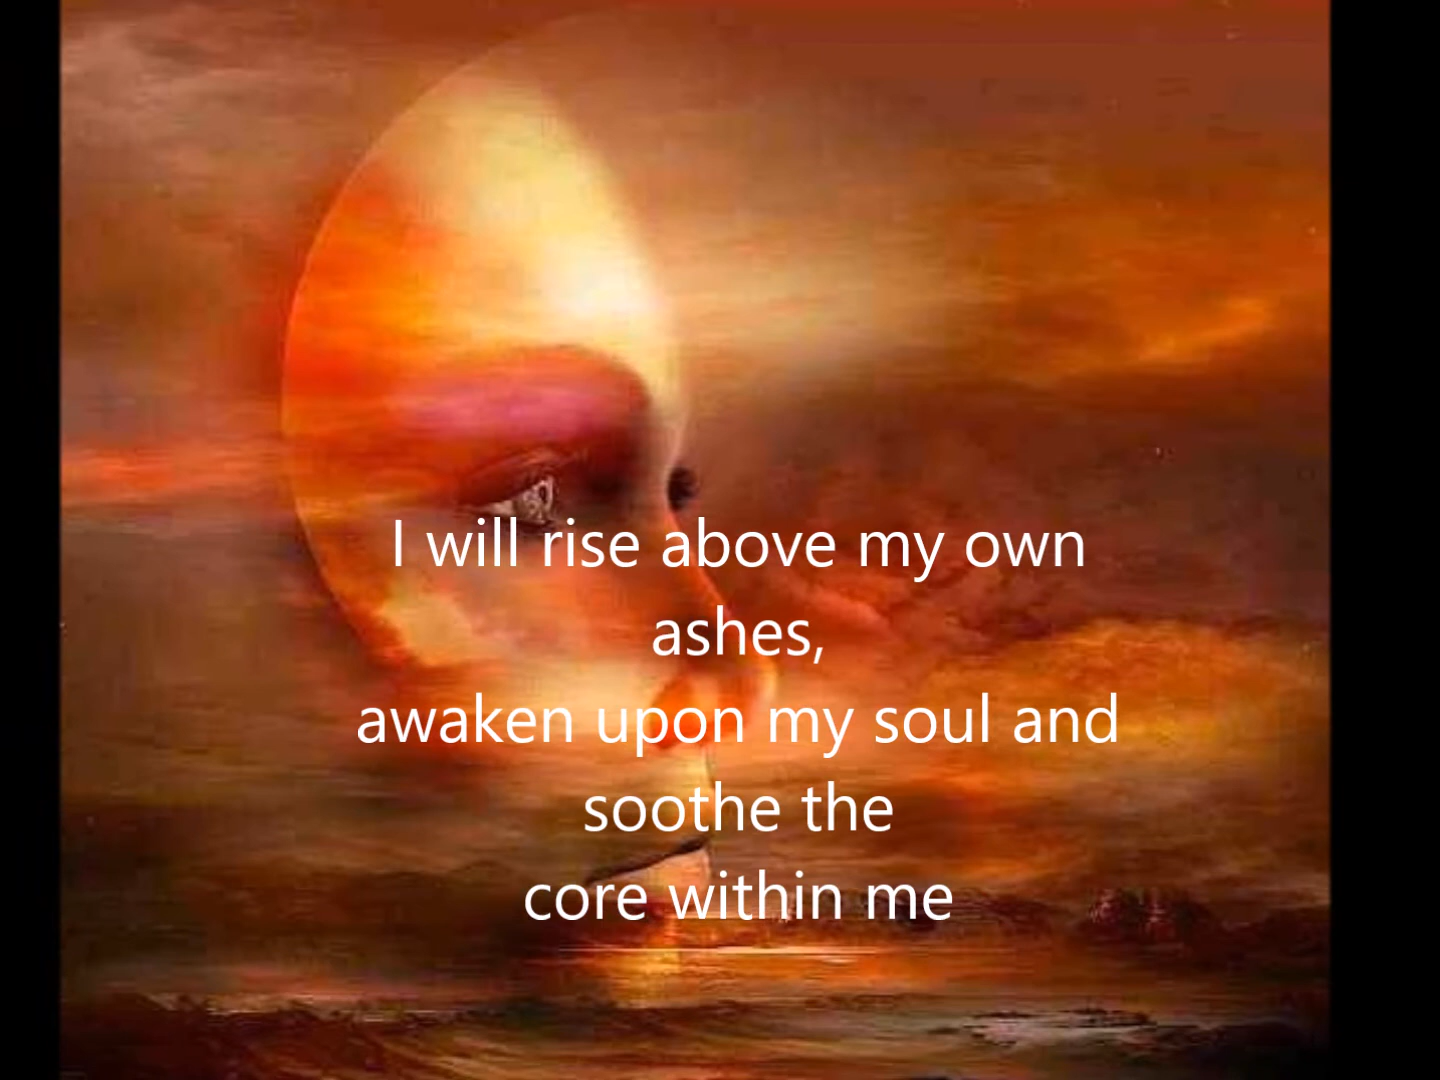 I will rise above my own
ashes,
awaken upon my soul and
soothe the
core within me